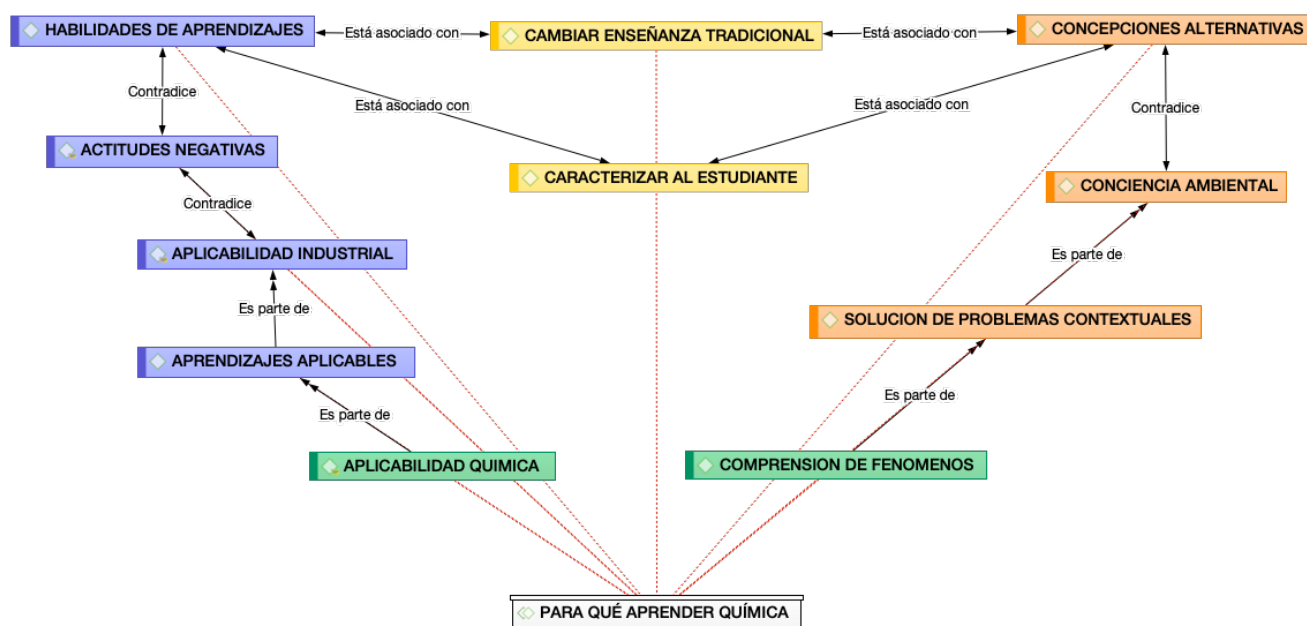 HABILIDADES DE APRENDIZAJES
Está asociado con
CAMBIAR ENSEÑANZA TRADICIONAL
Está asociado con
CONCEPCIONES ALTERNATIVAS
Contradice
Está asociado con
Está asociado con
Contradice
ACTITUDES NEGATIVAS
CARACTERIZAR AL ESTUDIANTE
CONCIENCIA AMBIENTAL
Contradice
APLICABILIDAD INDUSTRIAL
Es parte de
Es parte de
SOLUCION DE PROBLEMAS CONTEXTUALES
APRENDIZAJES APLICABLES
Es parte de
Es parte de
APLICABILIDAD QUIMICA
COMPRENSION DE FENOMENOS
PARA QUÉ APRENDER QUÍMICA